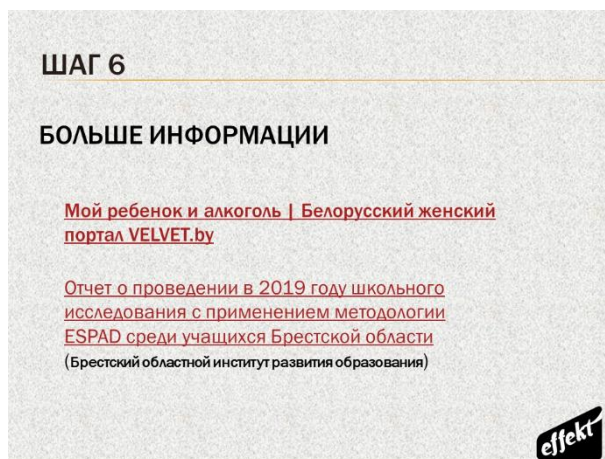 ШАГ 6
БОЛЬШЕ ИНФОРМАЦИИ
Мой ребенок и алкоголь | Белорусский женский
портал VELVET.by
Отчет о проведении в 2019 году школьного
исследования с применением методологии
ESPAD среди учащихся Брестской области
(Брестский областной институт развития образования)
effekt